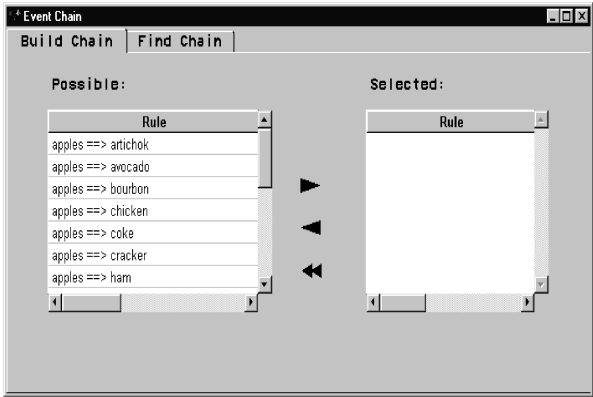 Event Chain
Build Chain Find Chain
Possible: Selected:
Rule Rule
apples ==> artichok
apples ==> avocado
apples ==> bourbon
apples ==> chicken
apples ==> coke
apples ==> cracker
apples ==> ham